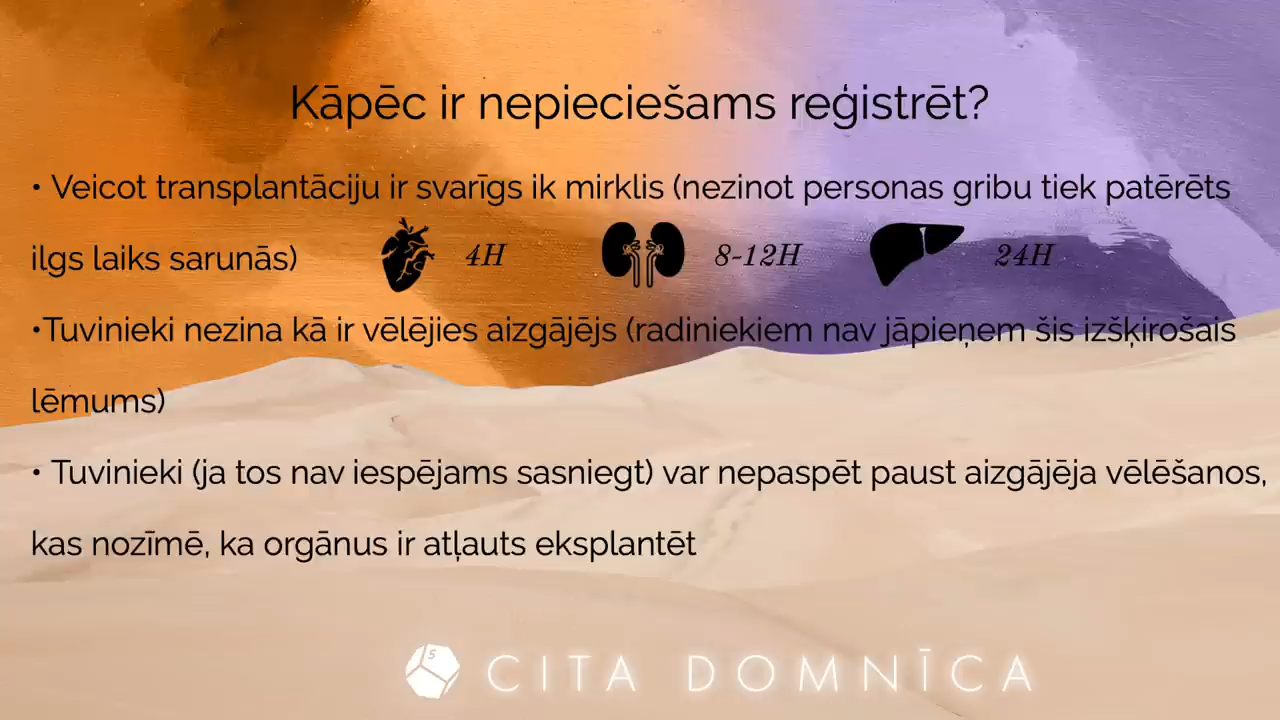 Kāpēc ir nepieciešams reģistrēt?
• Veicot transplantāciju ir svarīgs ik mirklis (nezinot personas gribu tiek patērēts
ilgs laiks sarunās) 4H 8-12H 24H
•Tuvinieki nezina kā ir vēlējies aizgājējs (radiniekiem nav jāpieņem šis izšķirošais
lēmums)
• Tuvinieki (ja tos nav iespējams sasniegt) var nepaspēt paust aizgājēja vēlēšanos,
kas nozīmē, ka orgānus ir atļauts eksplantēt
5 CITA DOMNĪCA